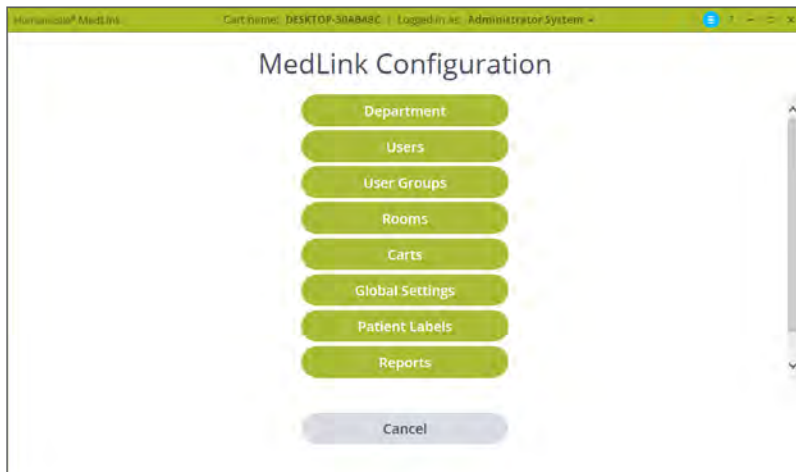 Humanscale® MedLink Cart name: DESKTOP-30ABA8C | Logged in as: Administrator System ?
MedLink Configuration
Department
Users
User Groups
Rooms
Carts
Global Settings
Patient Labels
Reports
Cancel